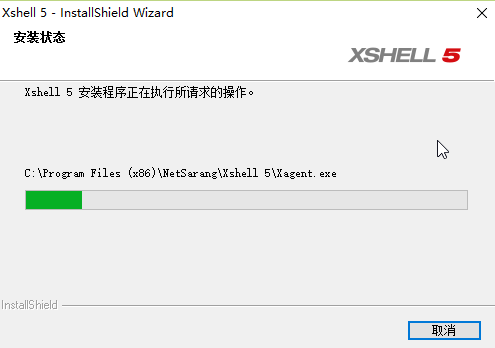 Xshell 5 - InstallShield Wizard
安装状态
XSHELL 5
Xshell 5 安装程序正在执行所请求的操作。
C:\Program Files (x86)\NetSarang\Xshell 5\Xagent.exe
InstallShield
取消